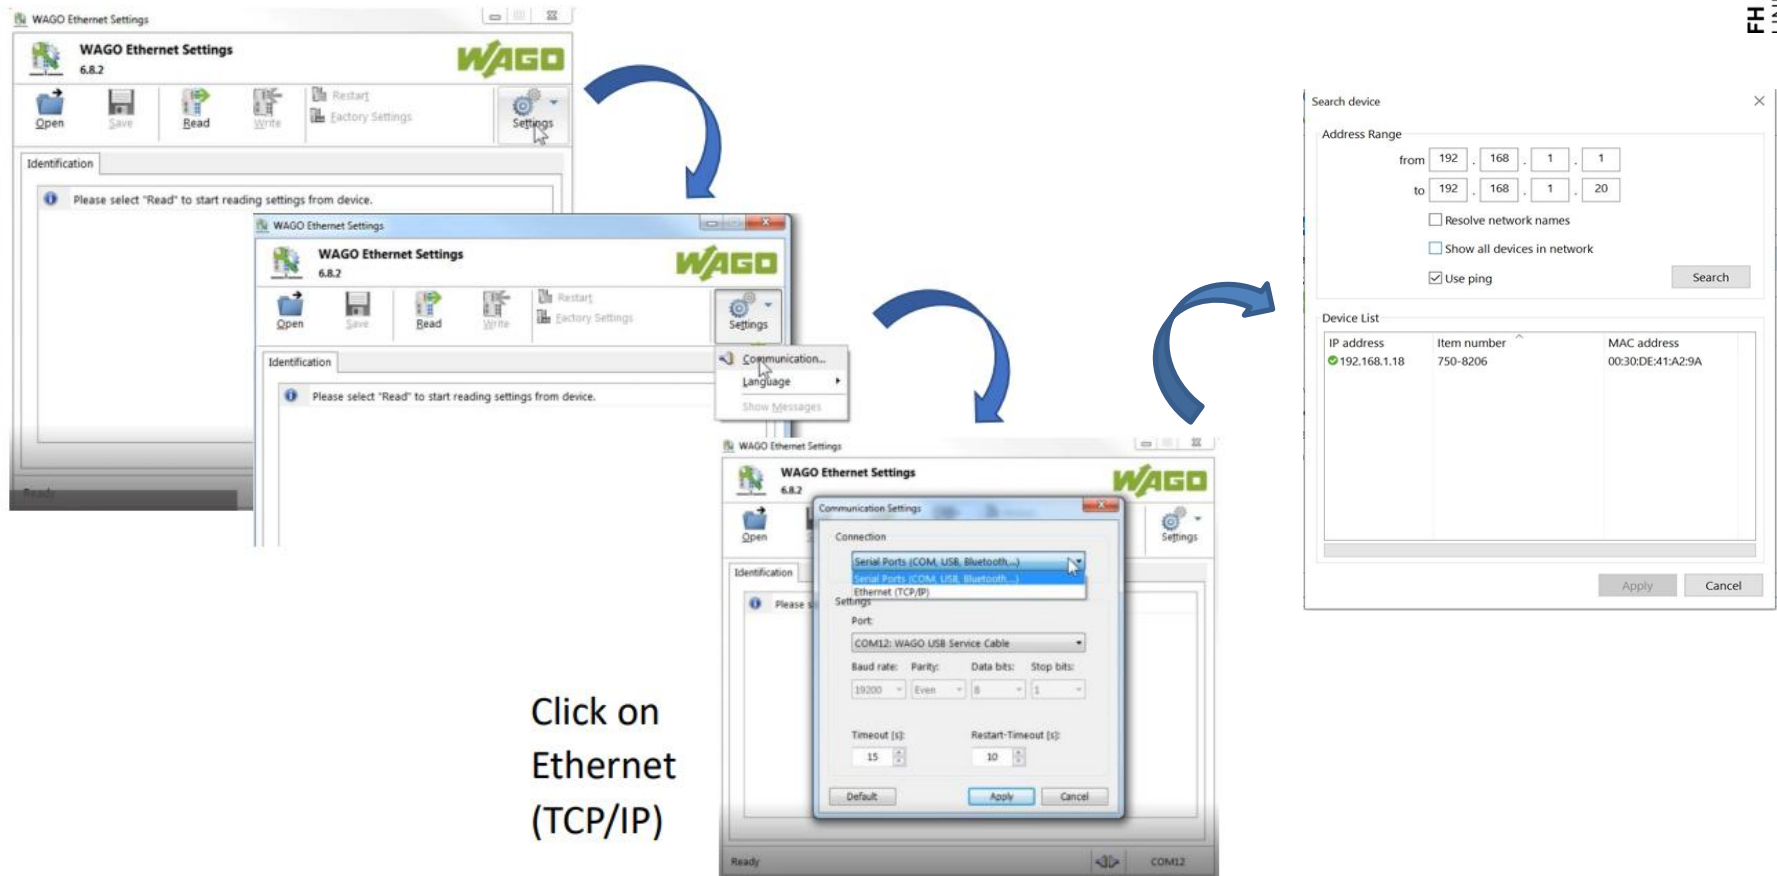 FH
WAGO Ethernet Settings
WAGO Ethernet Settings
6.8.2
WAGO
Open
Save
Read
Write
Restart
Factory Settings
Settings
Identification
Please select "Read" to start reading settings from device.
Ready
WAGO Ethernet Settings
WAGO Ethernet Settings
6.8.2
WAGO
Open
Save
Read
Write
Restart
Factory Settings
Settings
Communication...
Language
Show Messages
Identification
Please select "Read" to start reading settings from device.
WAGO Ethernet Settings
WAGO Ethernet Settings
6.8.2
WAGO
Open
Settings
Identification
Please s
Communication Settings
Connection
Serial Ports (COM, USB, Bluetooth,...)
Serial Ports (COM, USB, Bluetooth,...)
Ethernet (TCP/IP)
Settings
Port:
COM12: WAGO USB Service Cable
Baud rate: Parity: Data bits: Stop bits:
19200 Even 8 1
Timeout [s]: Restart-Timeout [s]:
15 10
Default Apply Cancel
Ready COM12
Click on
Ethernet
(TCP/IP)
Search device
Address Range
from 192 . 168 . 1 . 1
to 192 . 168 . 1 . 20
Resolve network names
Show all devices in network
Use ping
Search
Device List
IP address Item number MAC address
192.168.1.18 750-8206 00:30:DE:41:A2:9A
Apply Cancel